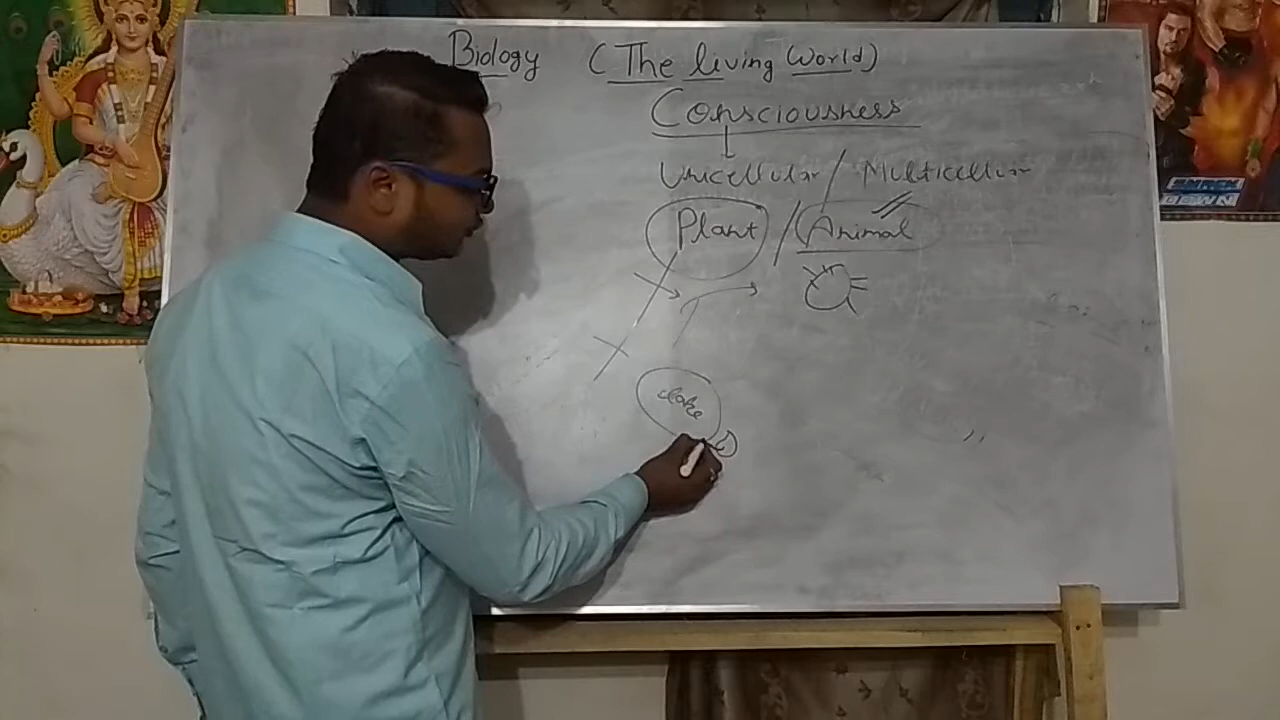 Biology (The living World)
Consciousness
Unicellular / Multicellular
Plant / Animal